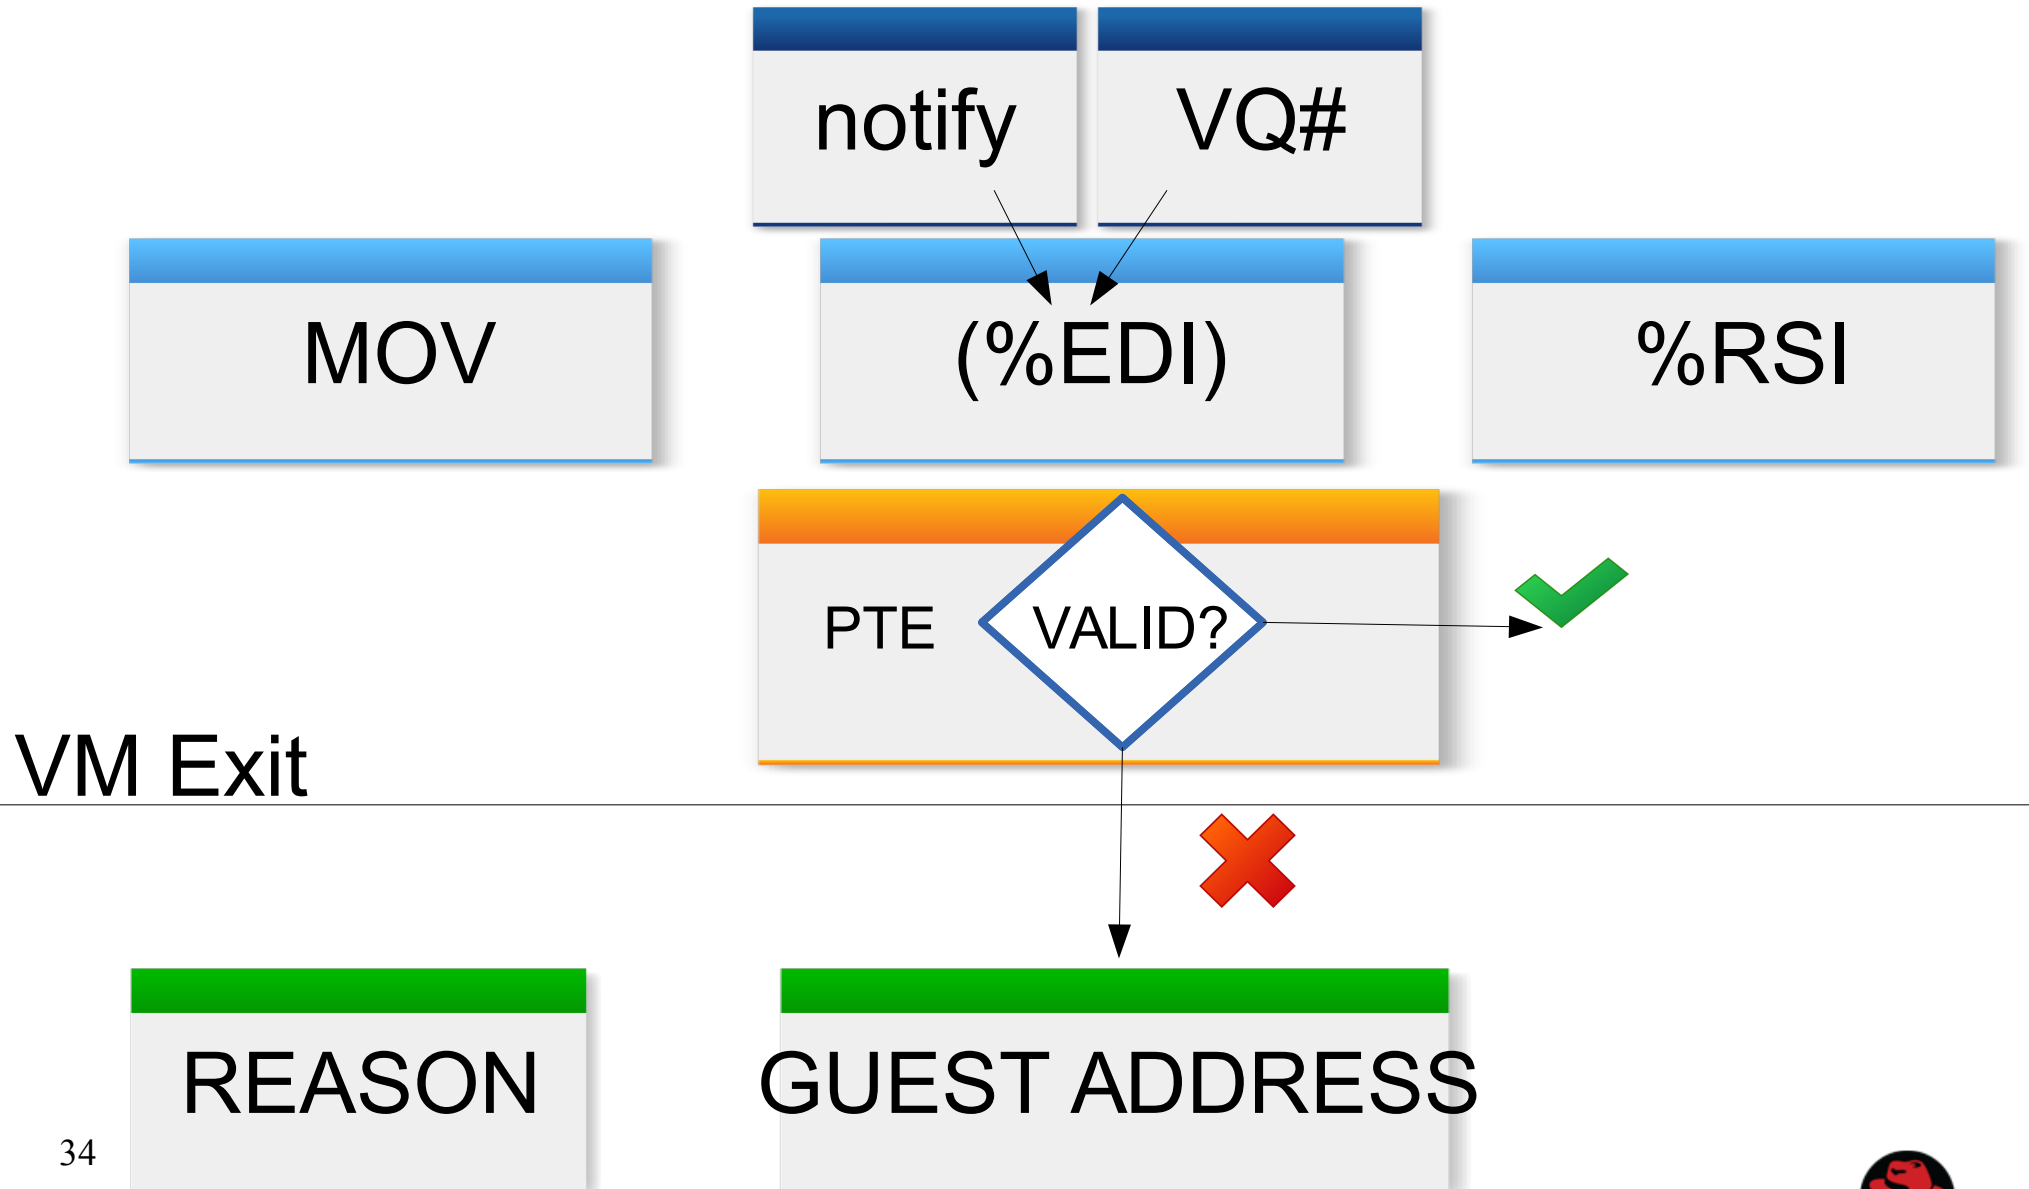 notify
VQ#
MOV
(%EDI)
%RSI
PTE
VALID?
VM Exit
REASON
GUEST ADDRESS
34